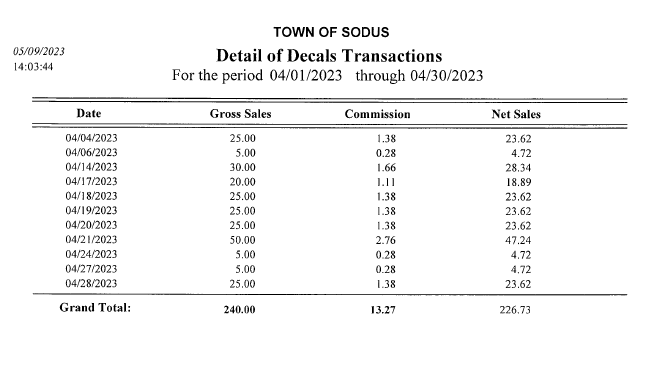 TOWN OF SODUS
05/09/2023
Detail of Decals Transactions
14:03:44
For the period 04/01/2023 through 04/30/2023
Date Gross Sales Commission Net Sales
04/04/2023 25.00 1.38 23.62
04/06/2023 5.00 0.28 4.72
04/14/2023 30.00 1.66 28.34
04/17/2023 20.00 1.11 18.89
04/18/2023 25.00 1.38 23.62
04/19/2023 25.00 1.38 23.62
04/20/2023 25.00 1.38 23.62
04/21/2023 50.00 2.76 47.24
04/24/2023 5.00 0.28 4.72
04/27/2023 5.00 0.28 4.72
04/28/2023 25.00 1.38 23.62
Grand Total: 240.00 13.27 226.73